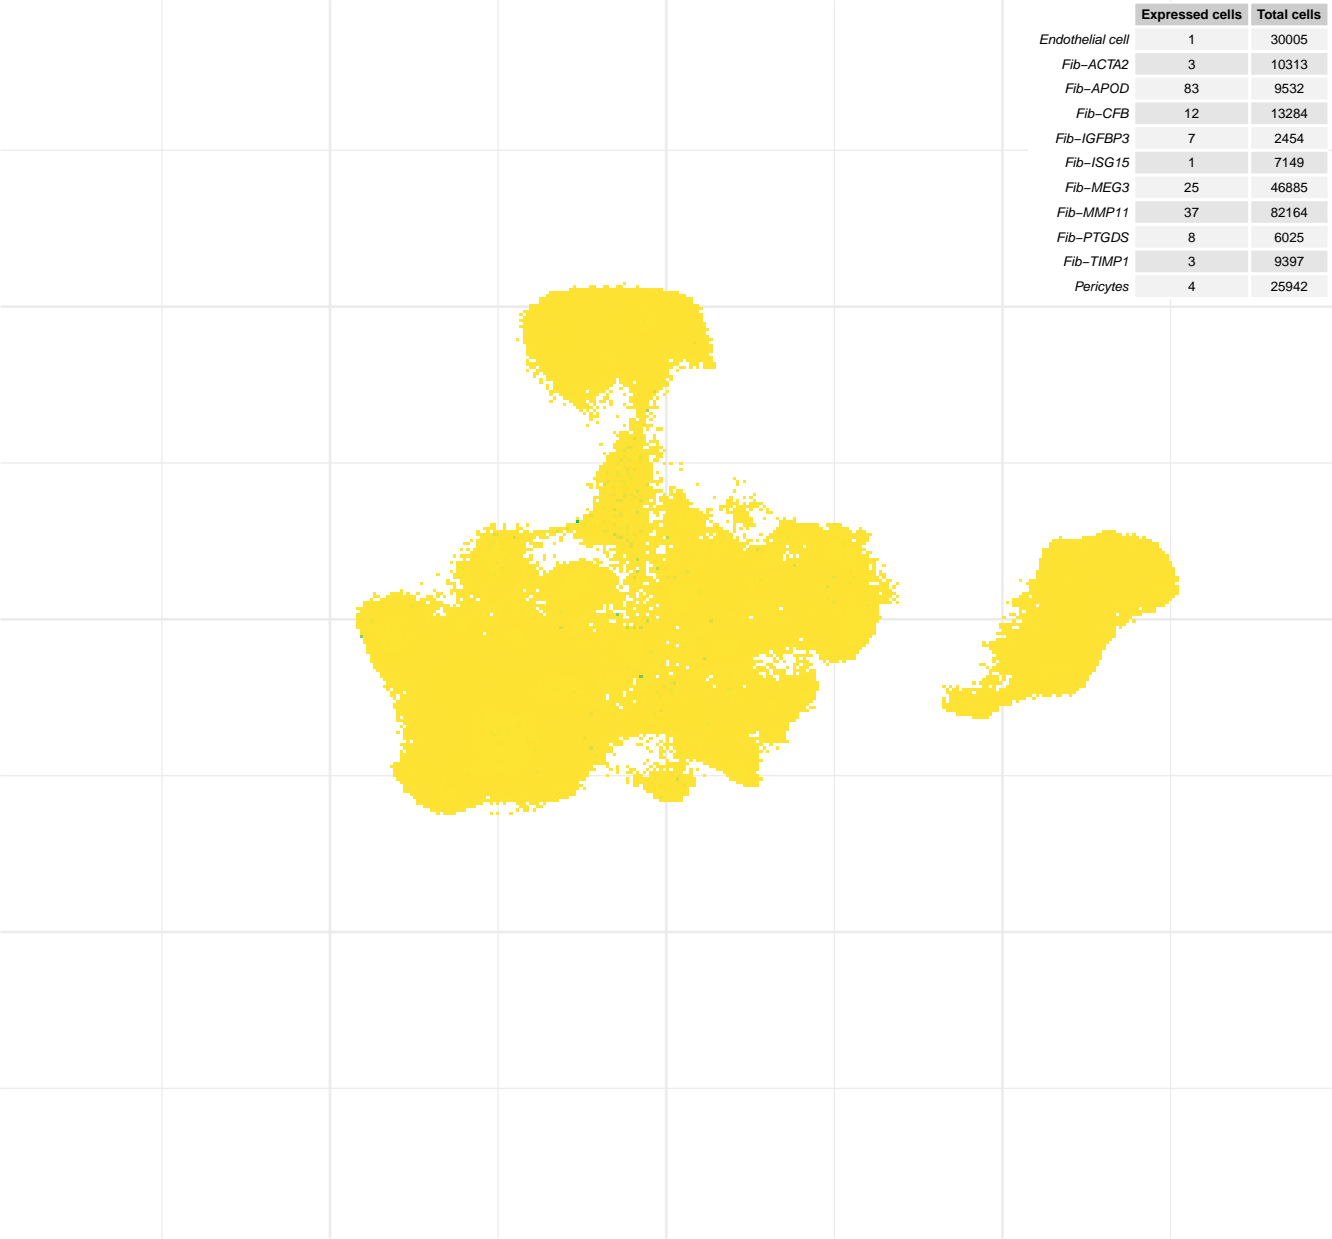 Expressed cells Total cells
Endothelial cell 1 30005
Fib−ACTA2 3 10313
Fib−APOD 83 9532
Fib−CFB 12 13284
Fib−IGFBP3 7 2454
Fib−ISG15 1 7149
Fib−MEG3 25 46885
Fib−MMP11 37 82164
Fib−PTGDS 8 6025
Fib−TIMP1 3 9397
Pericytes 4 25942